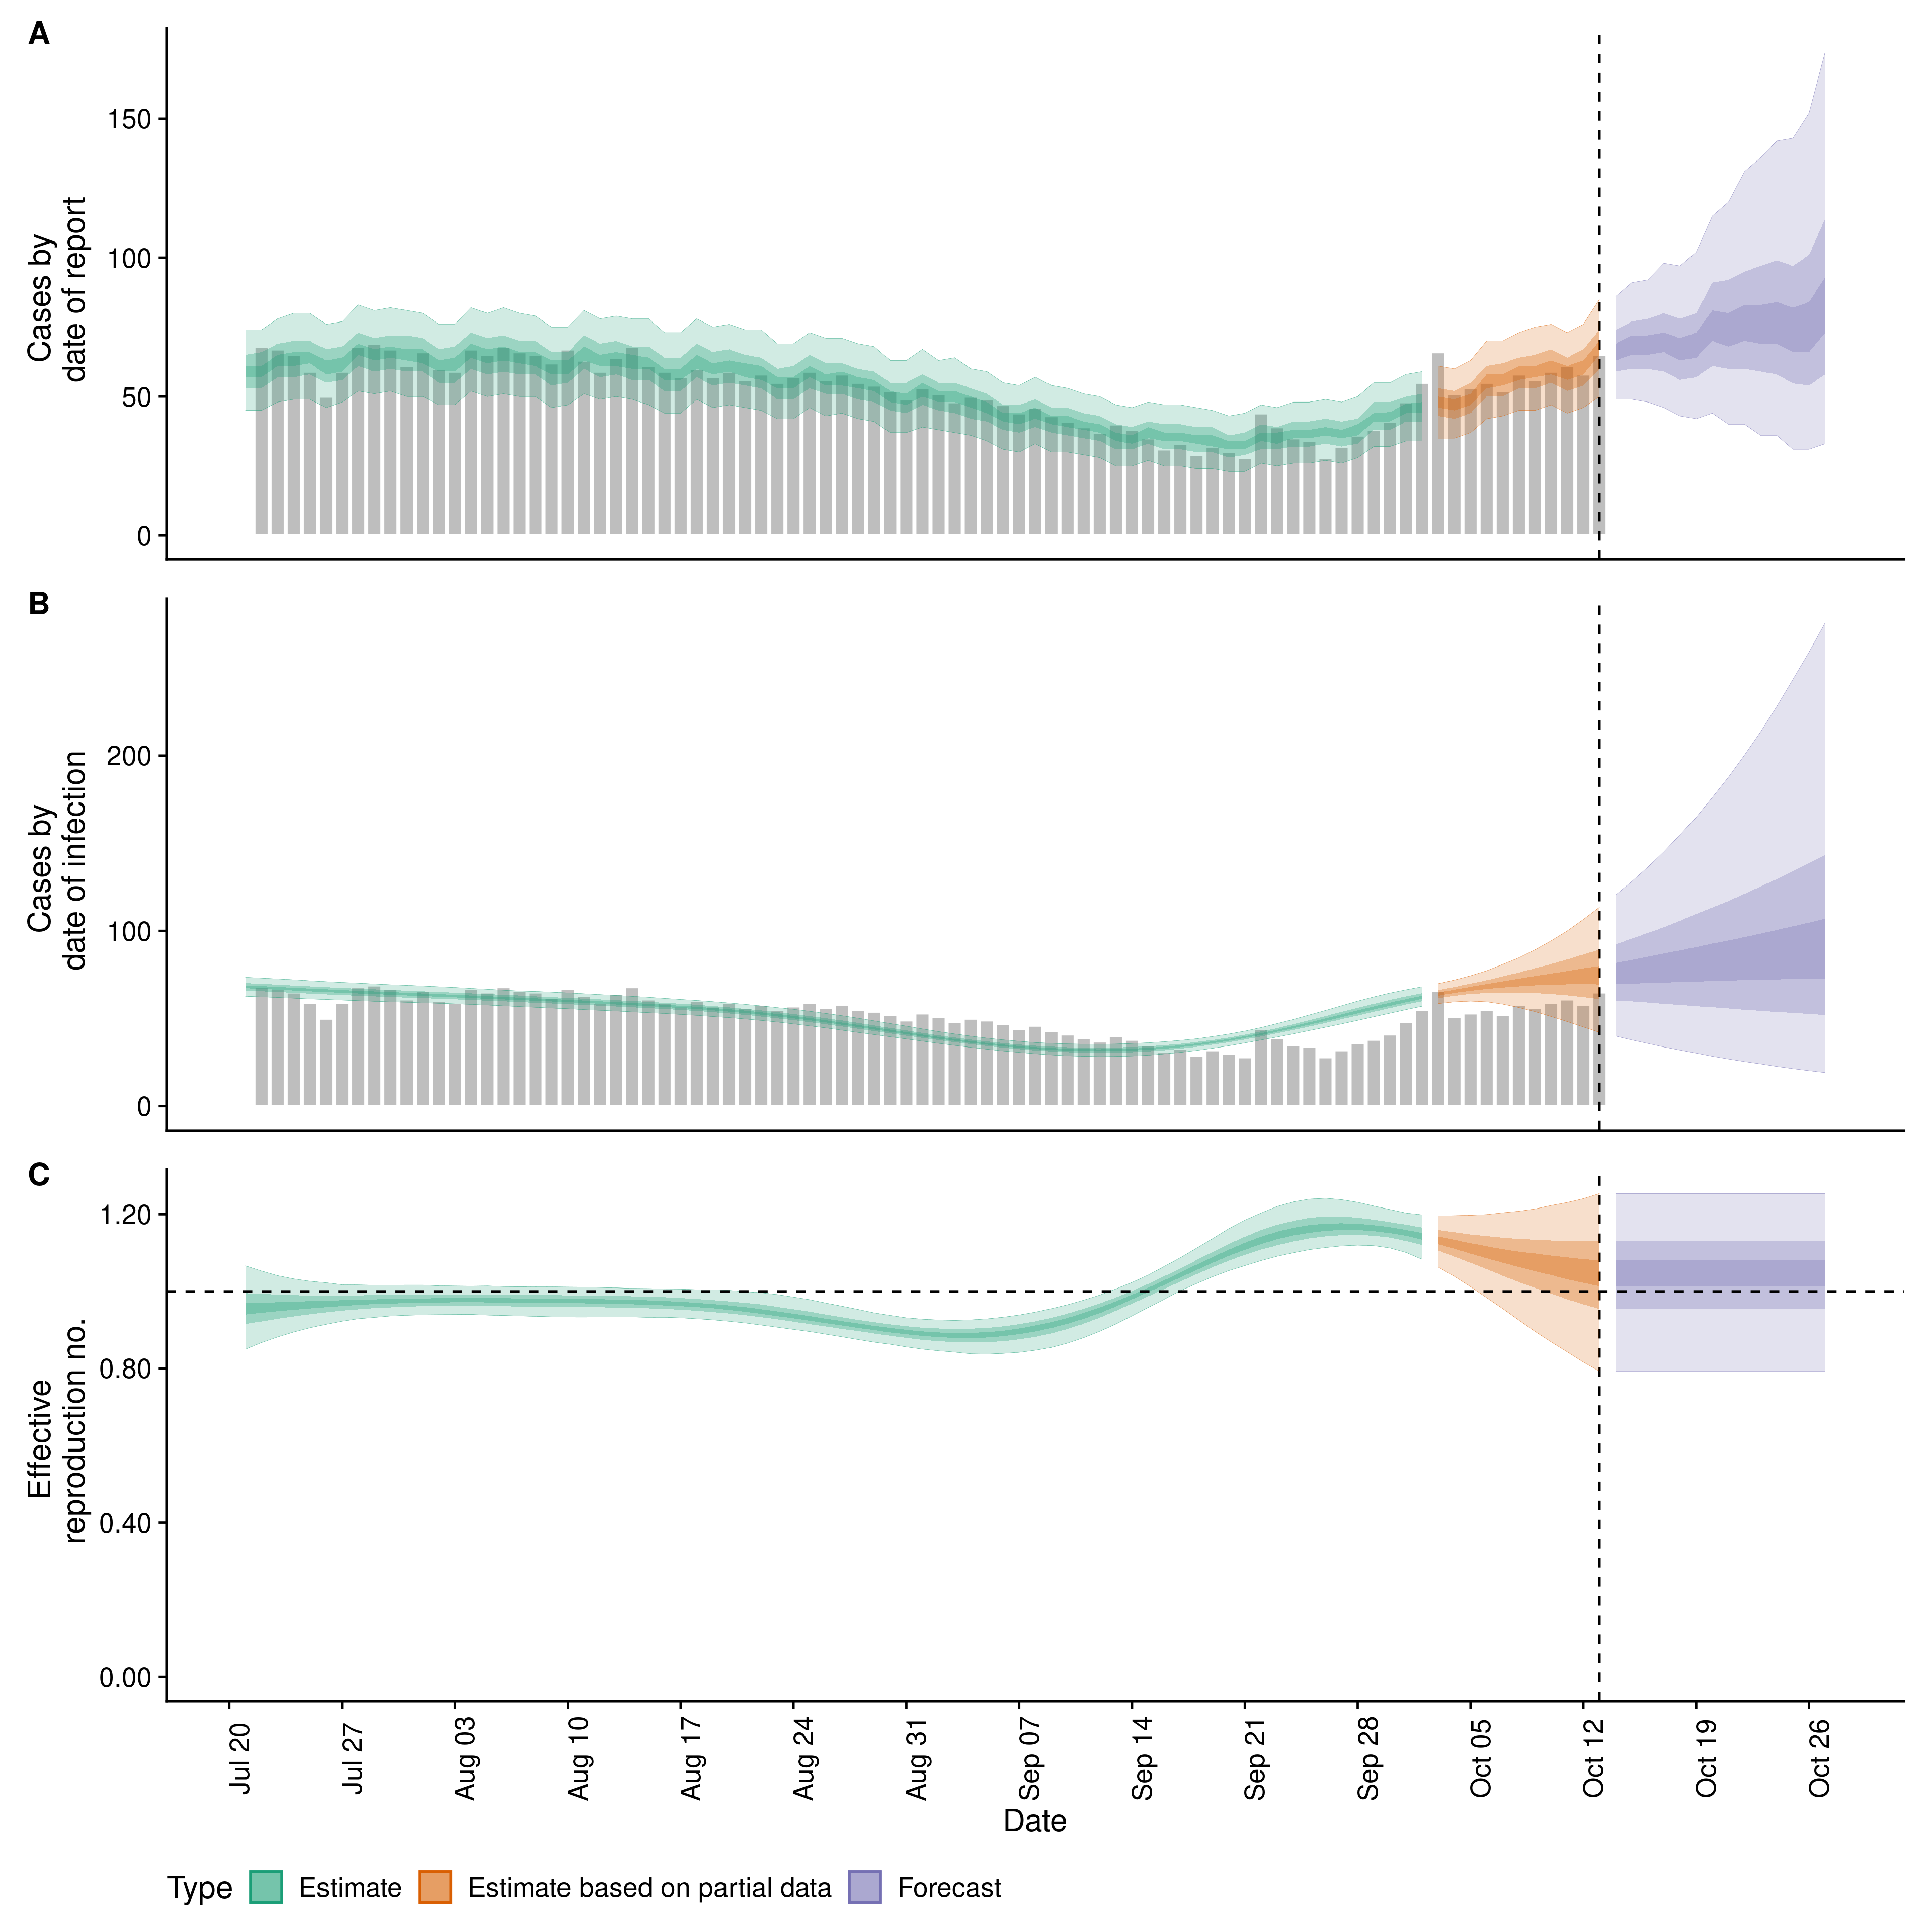 A
Cases by
date of report
150
100
50
0
B
Cases by
date of infection
200
100
0
C
Effective
reproduction no.
1.20
0.80
0.40
0.00
Jul 20
Jul 27
Aug 03
Aug 10
Aug 17
Aug 24
Aug 31
Sep 07
Sep 14
Sep 21
Sep 28
Oct 05
Oct 12
Oct 19
Oct 26
Date
Type Estimate Estimate based on partial data Forecast